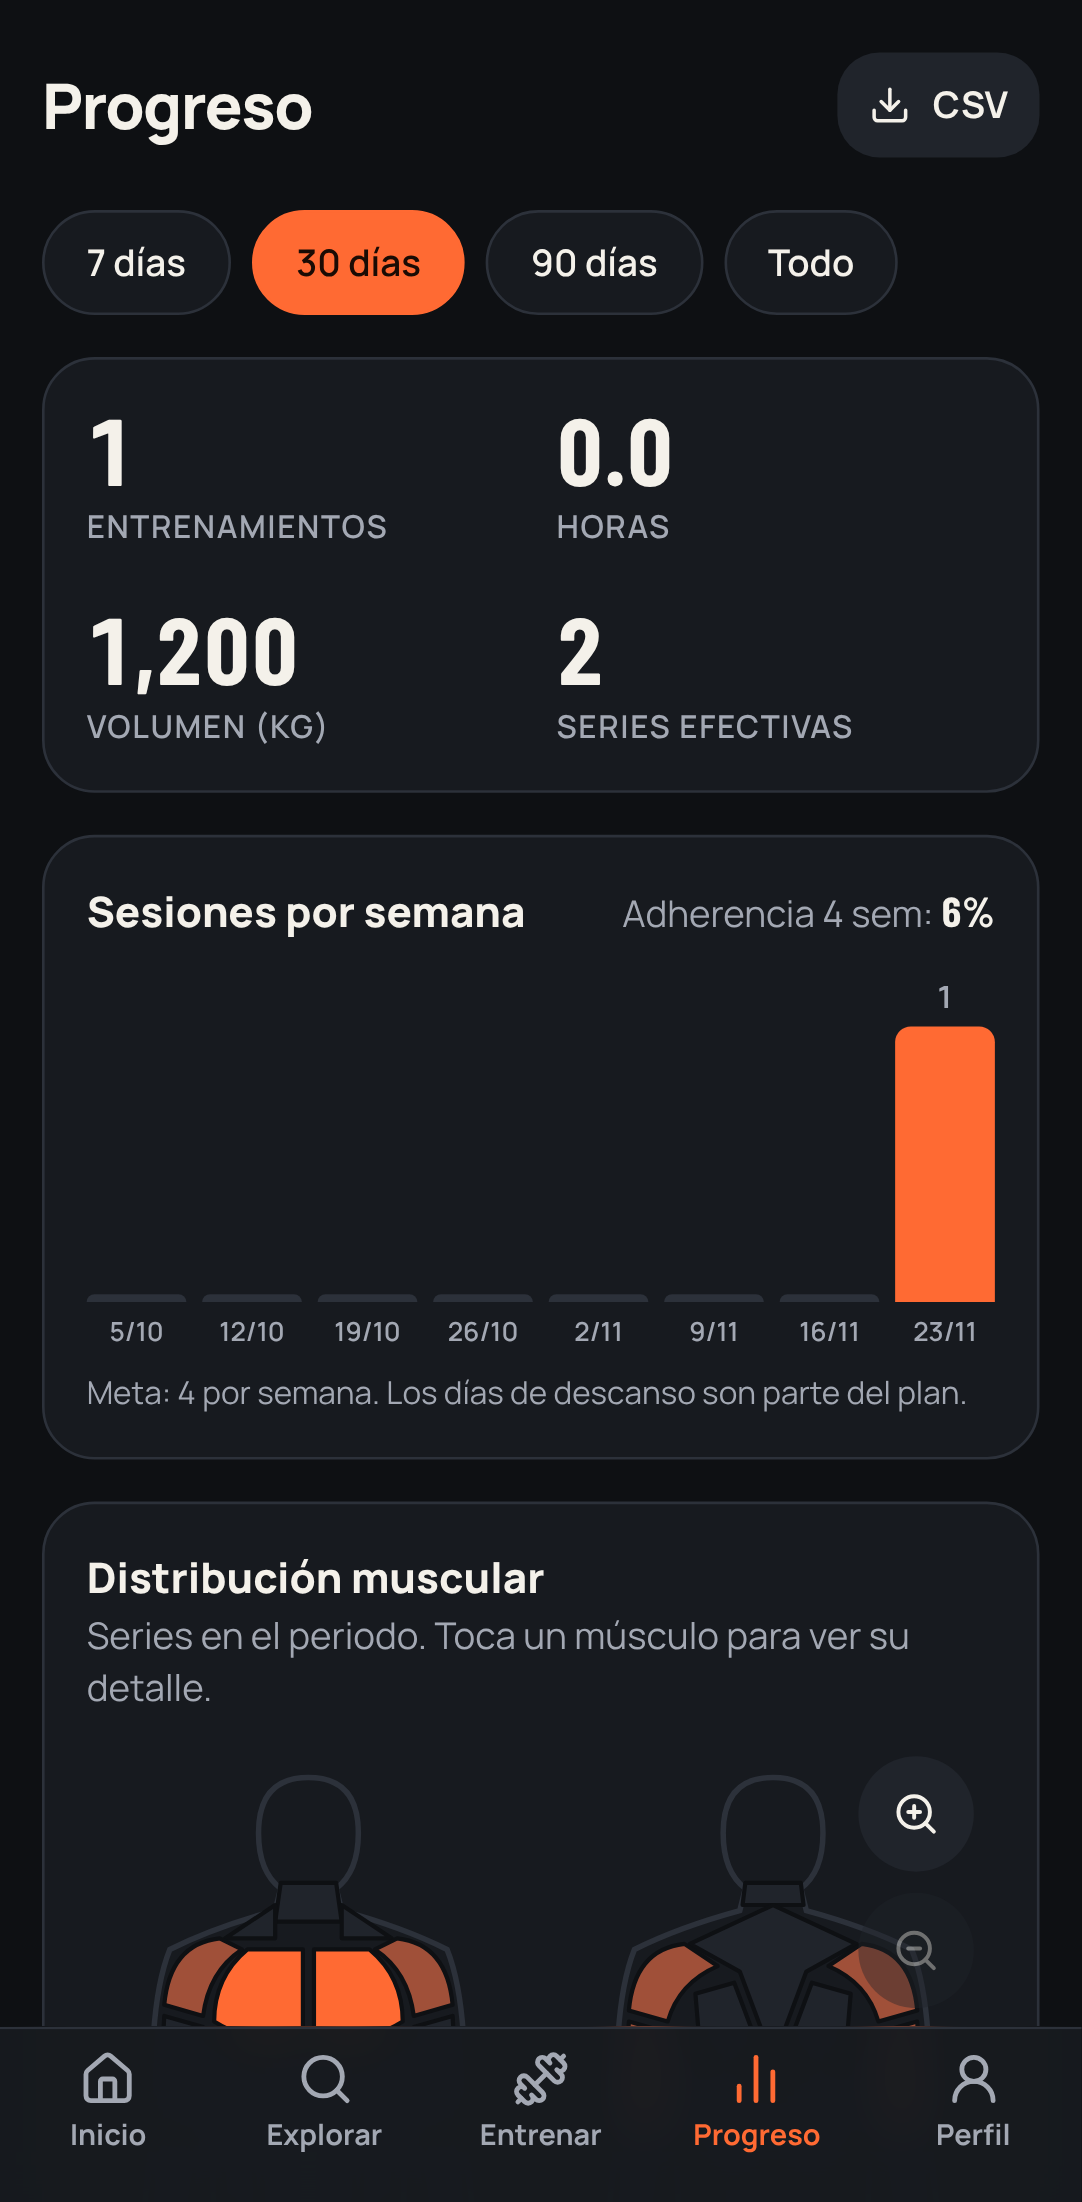 Progreso
CSV
7 días
30 días
90 días
Todo
1
0.0
ENTRENAMIENTOS
HORAS
1,200
2
VOLUMEN (KG)
SERIES EFECTIVAS
Sesiones por semana
Adherencia 4 sem: 6%
1
5/10
12/10
19/10
26/10
2/11
9/11
16/11
23/11
Meta: 4 por semana. Los días de descanso son parte del plan.
Distribución muscular
Series en el periodo. Toca un músculo para ver su
detalle.
Inicio
Explorar
Entrenar
Progreso
Perfil